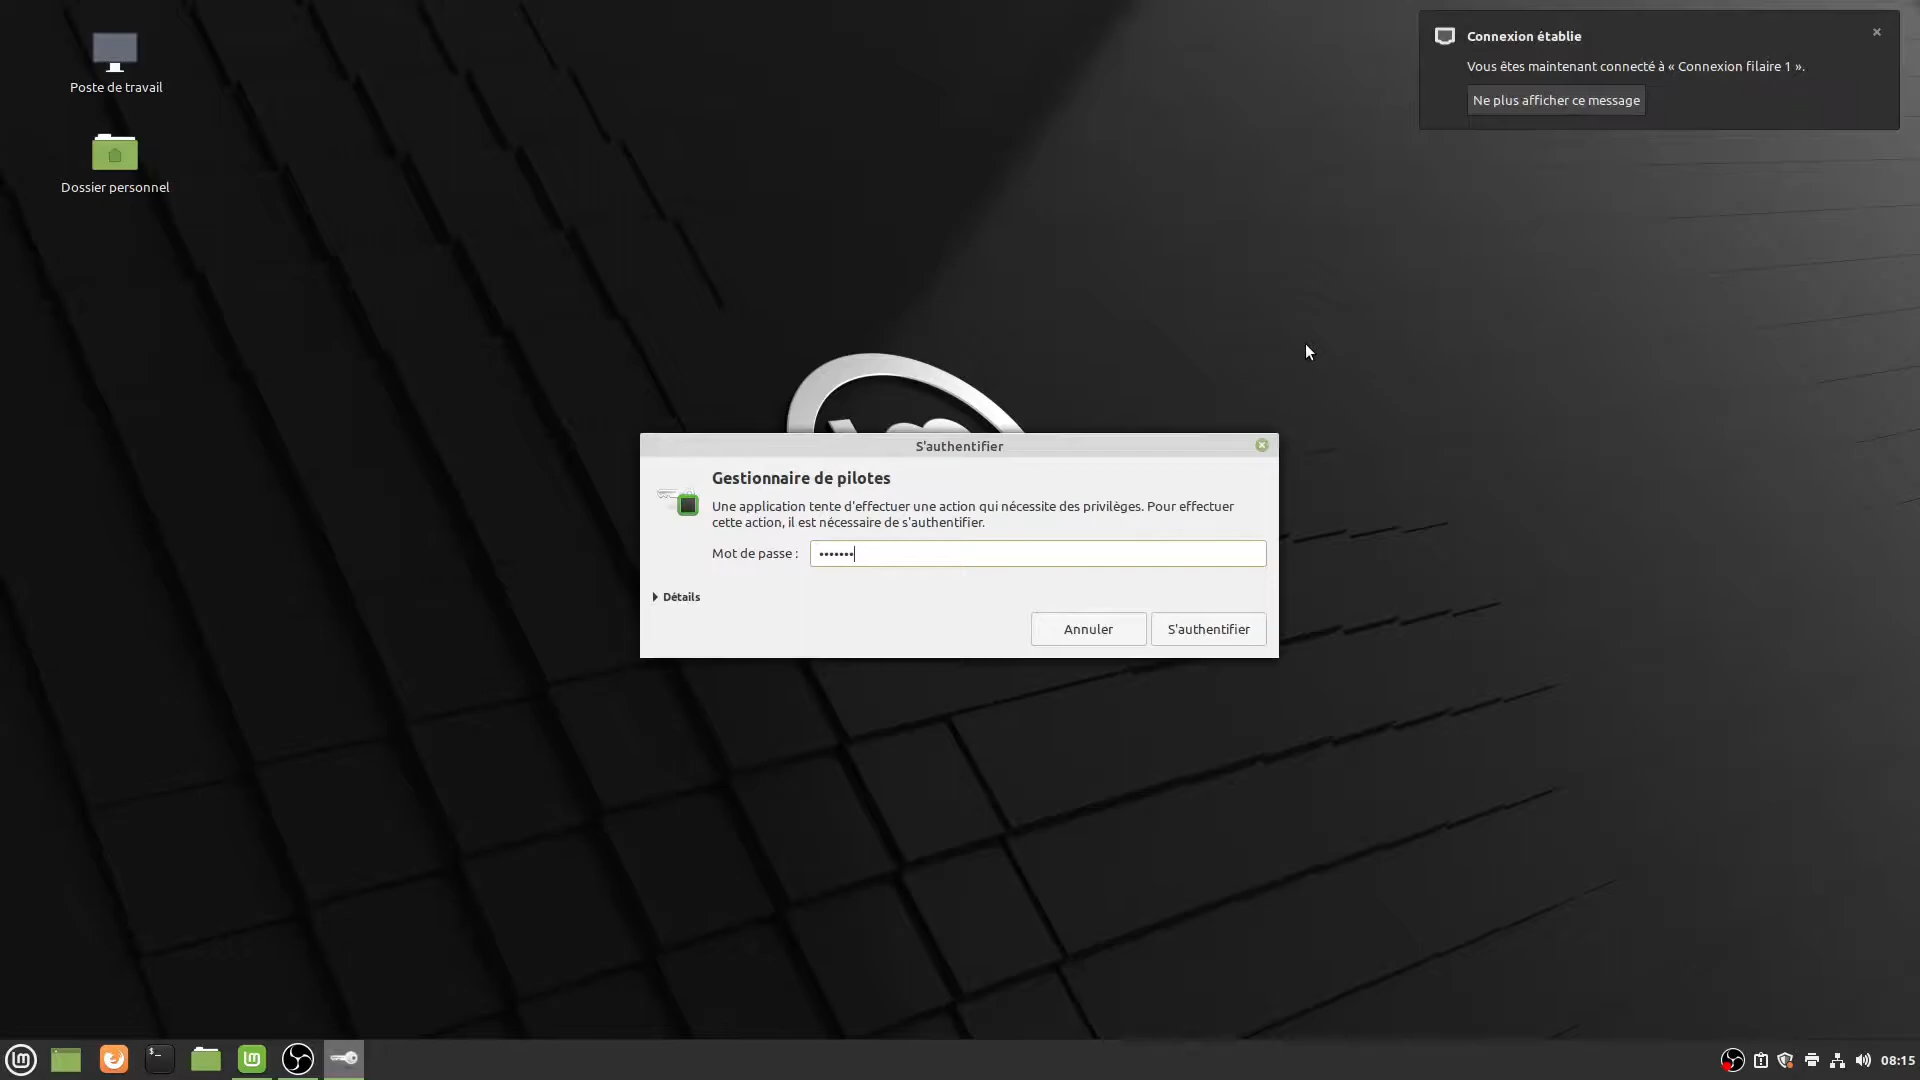 Poste de travail
Dossier personnel
Connexion établie
Vous êtes maintenant connecté à « Connexion filaire 1 ».
Ne plus afficher ce message
S'authentifier
Gestionnaire de pilotes
Une application tente d'effectuer une action qui nécessite des privilèges. Pour effectuer
cette action, il est nécessaire de s'authentifier.
Mot de passe : •••••••
Détails
Annuler
S'authentifier
08:15